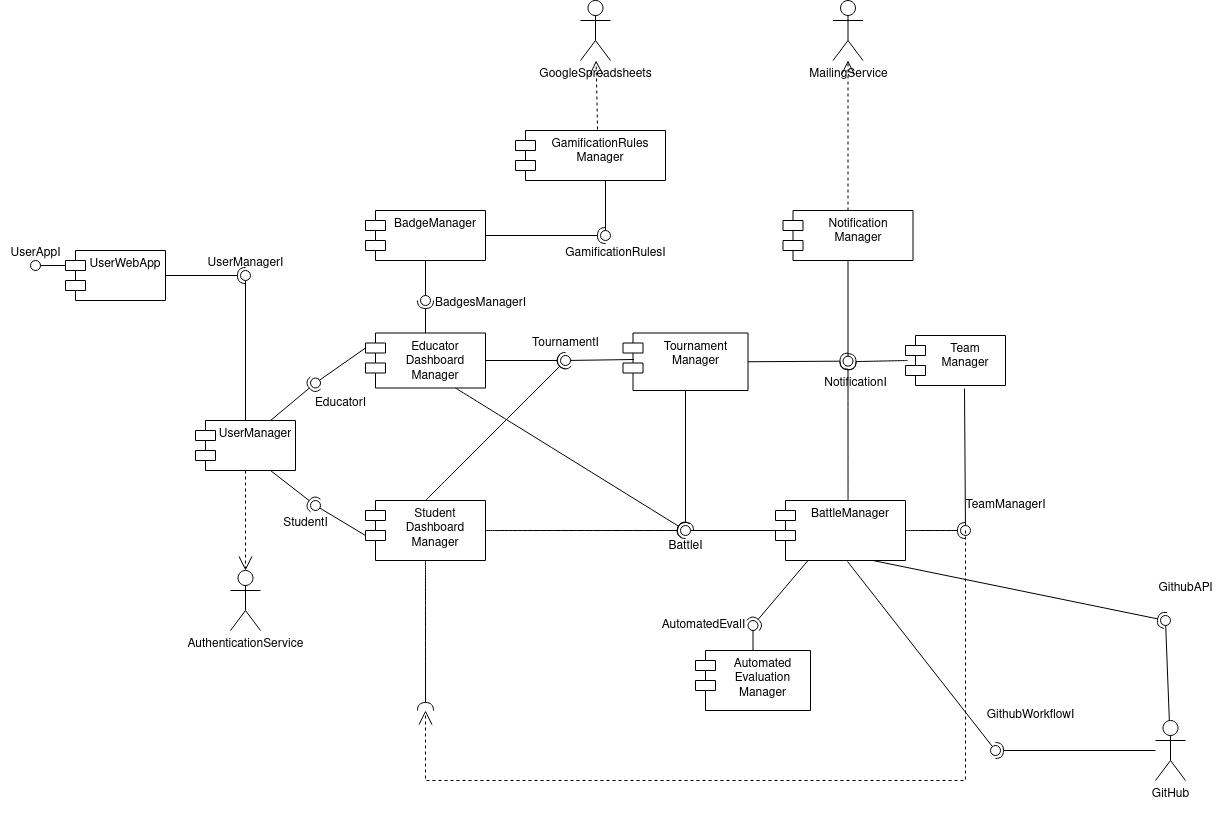 GoogleSpreadsheets
MailingService
GamificationRules
Manager
BadgeManager
Notification
Manager
UserAppI
UserWebApp
UserManagerI
GamificationRulesI
BadgesManagerI
Educator
Dashboard
Manager
TournamentI
Tournament
Manager
Team
Manager
NotificationI
EducatorI
UserManager
StudentI
Student
Dashboard
Manager
BattleI
BattleManager
TeamManagerI
AuthenticationService
AutomatedEvalI
GithubAPI
Automated
Evaluation
Manager
GithubWorkflowI
GitHub